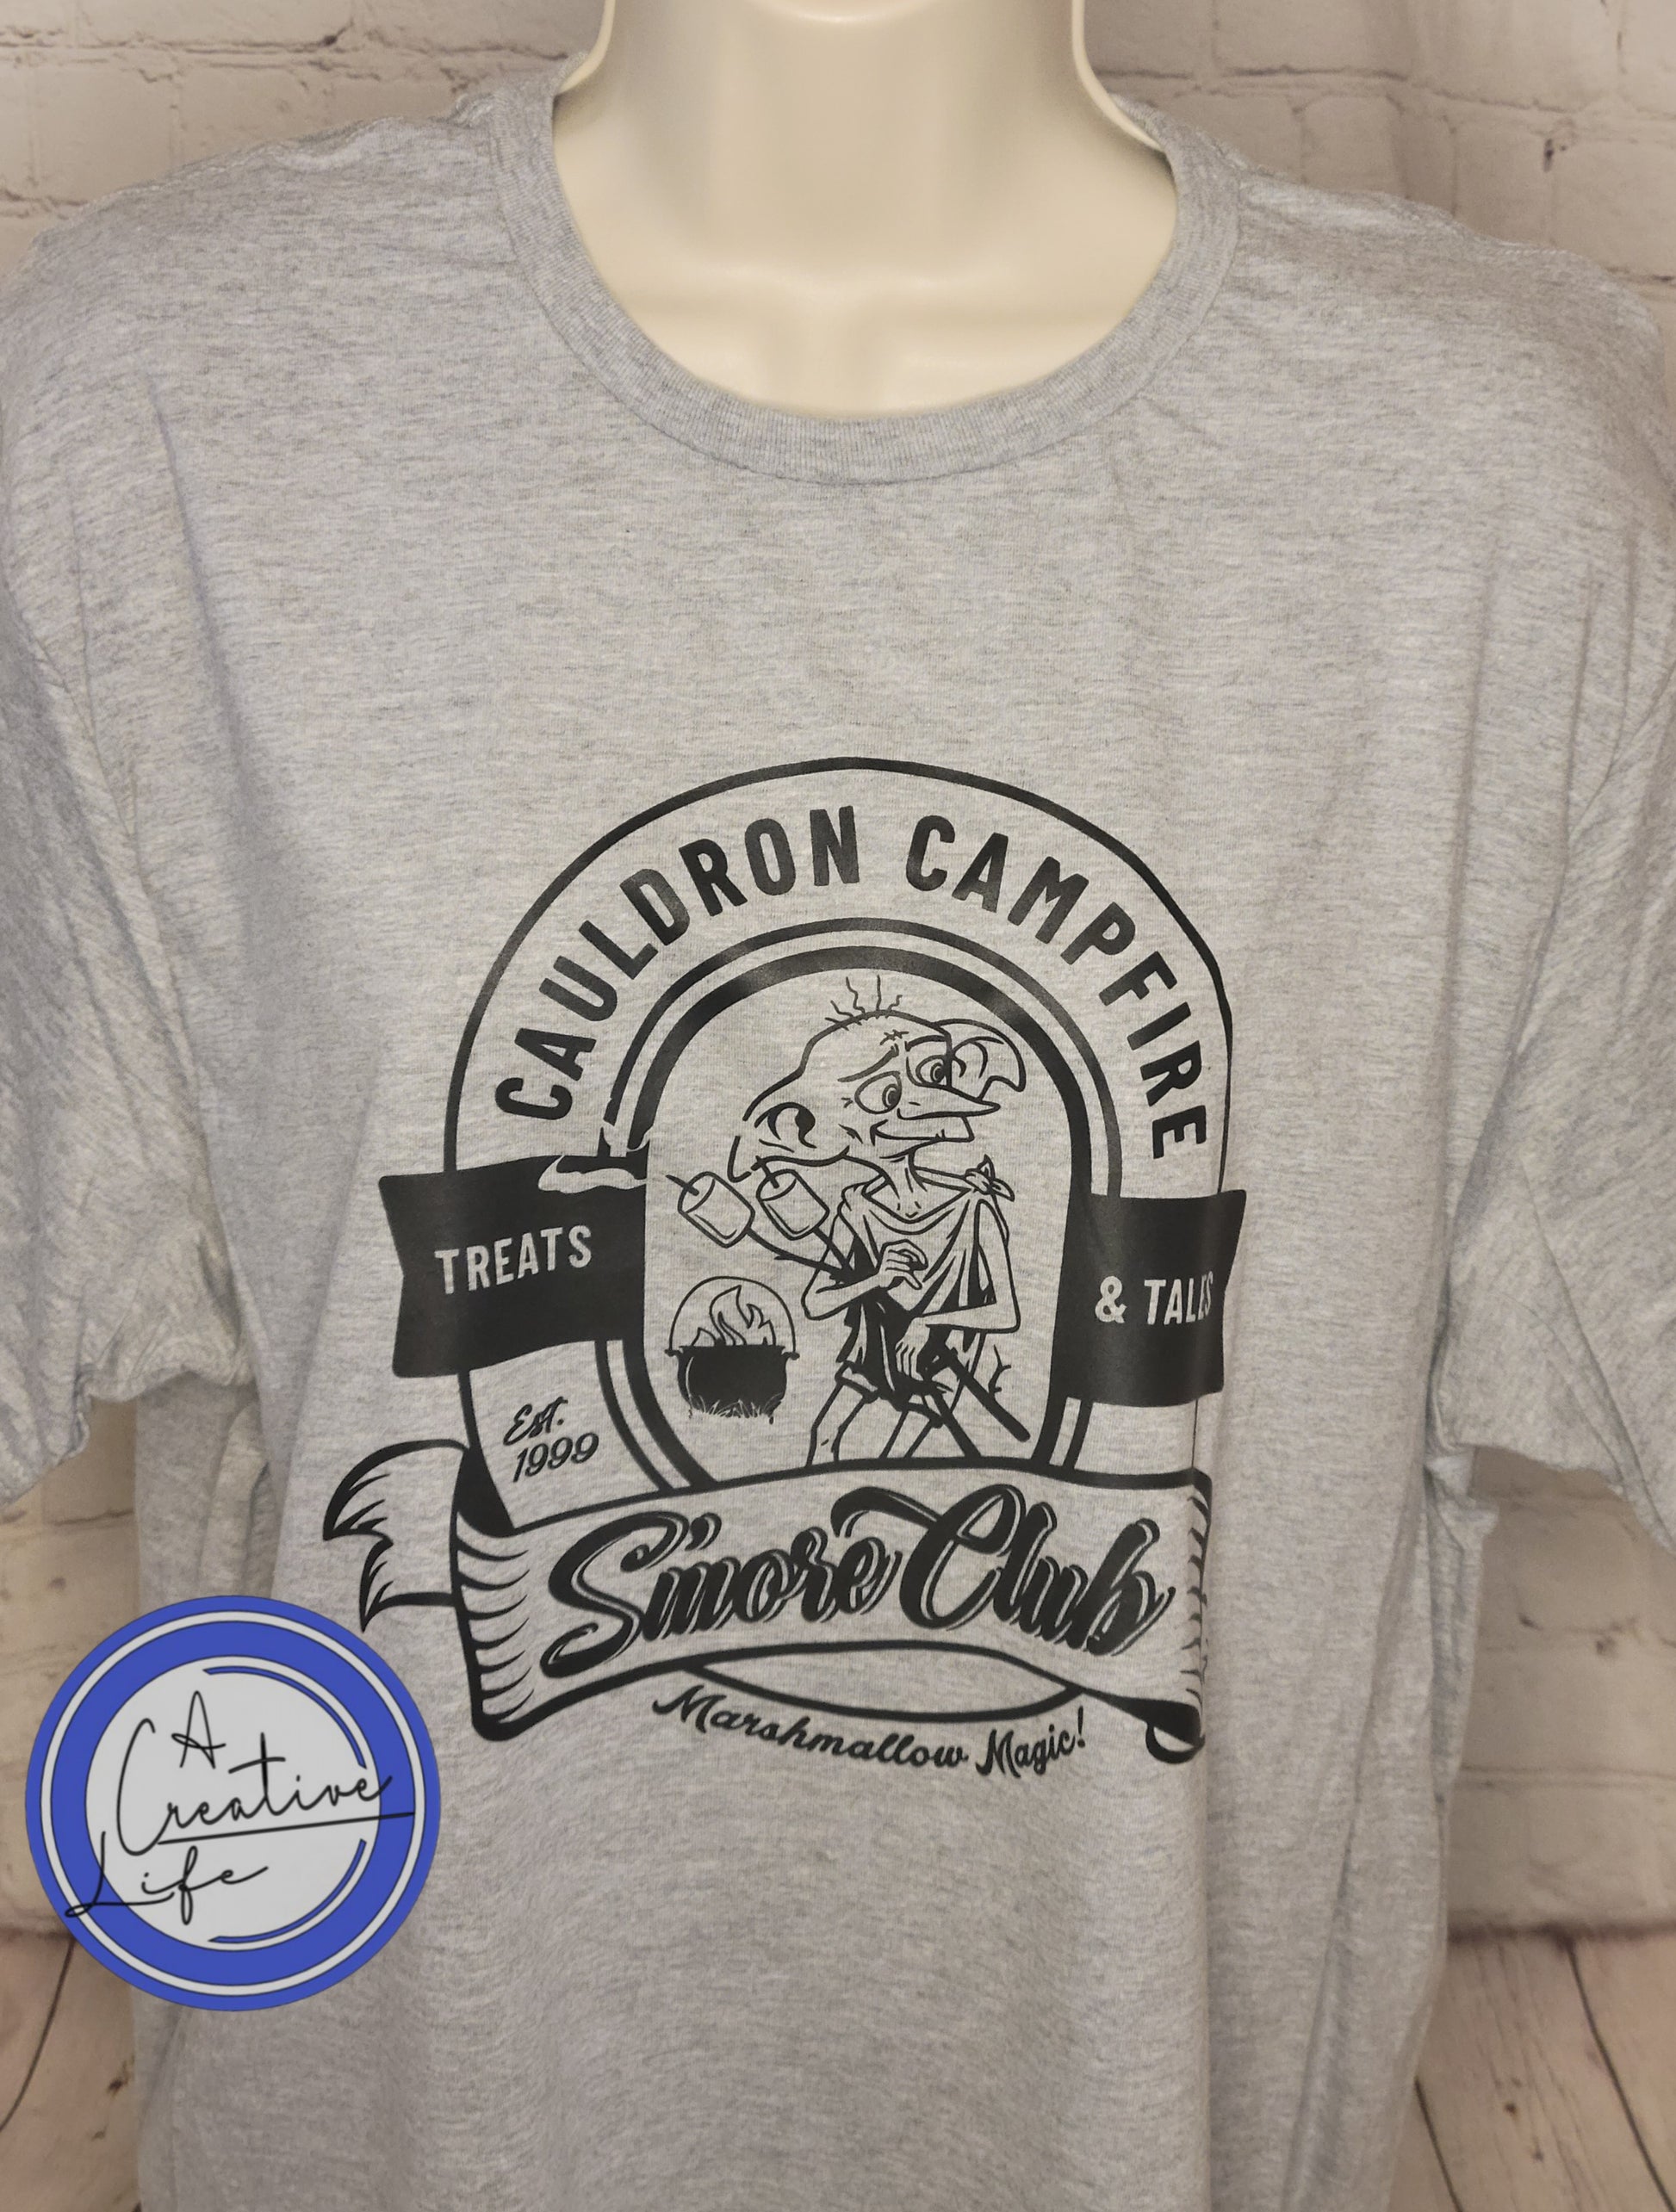 CAULDRON CAMPFIRE
TREATS
& TALES
Est.
1999
S'more Club
Marshmallow Magic!
A
Creative
Life